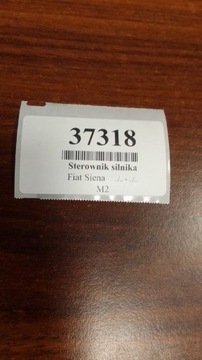 37318
Sterownik silnika
Fiat Siena
M2